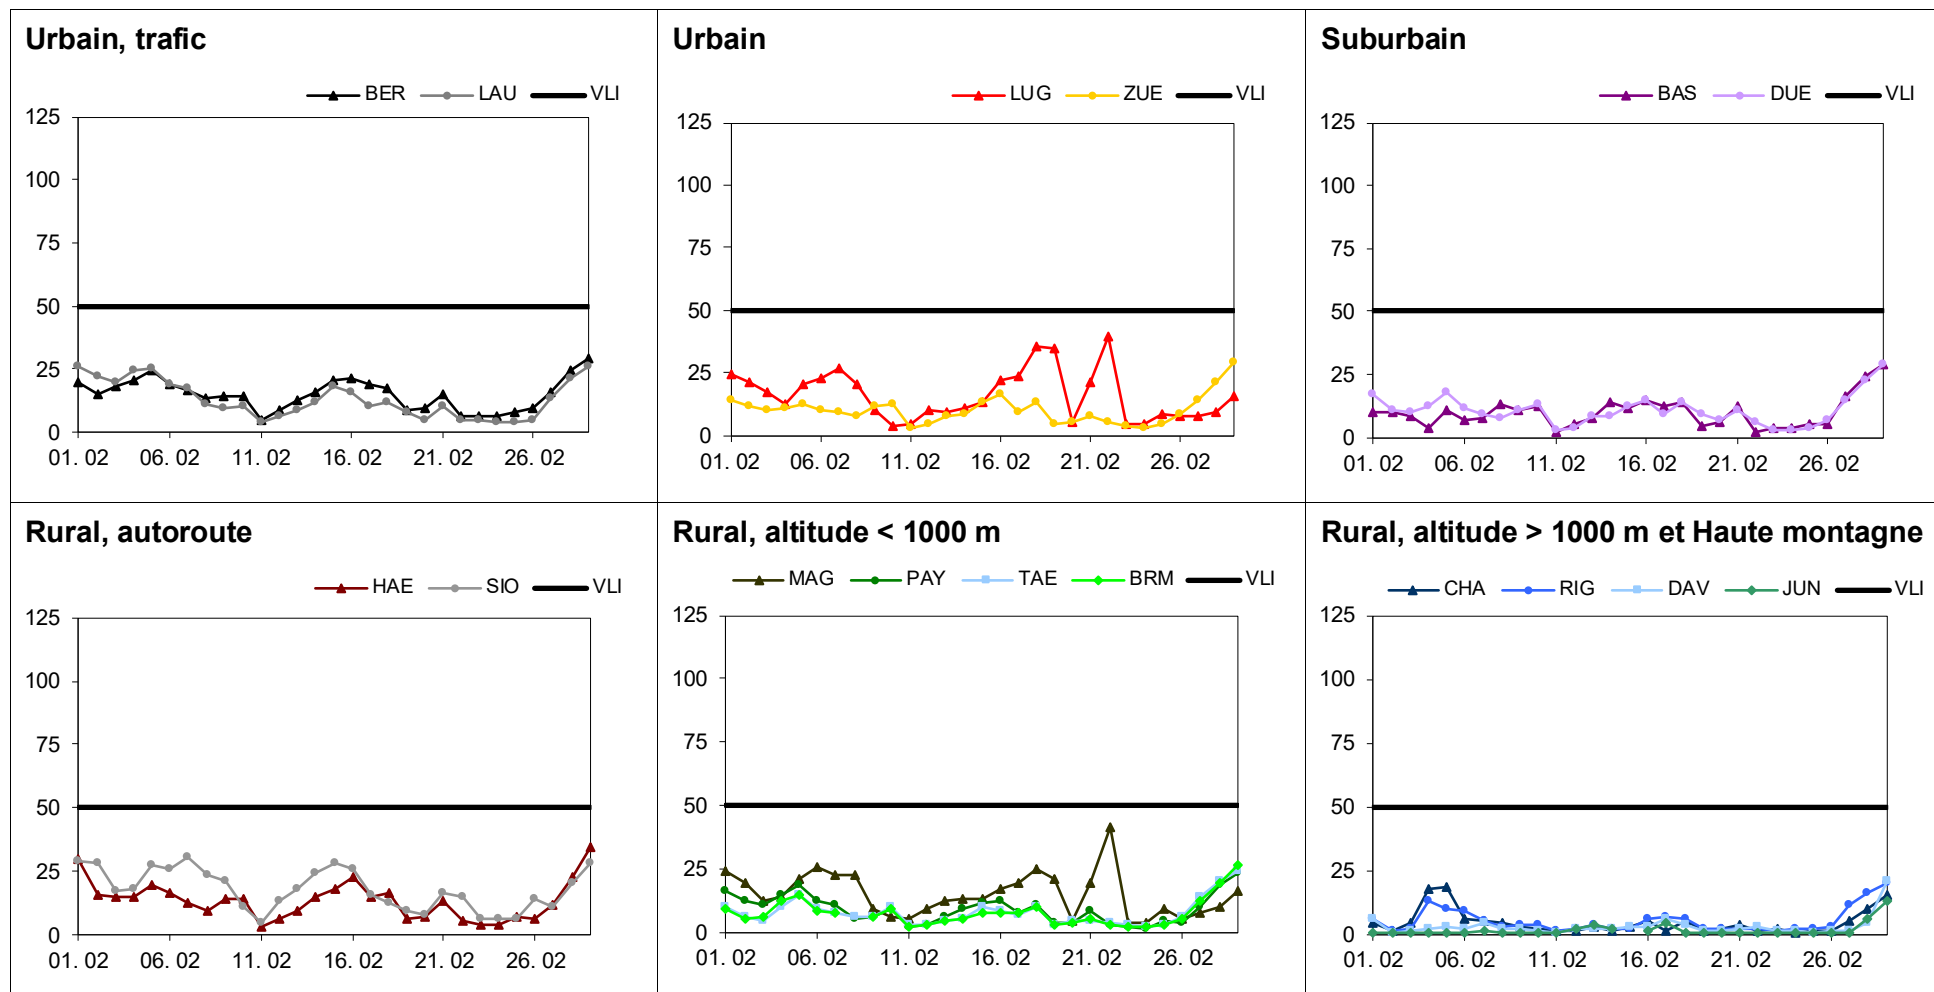 Urbain, trafic
BER LAU VLI
125
100
75
50
25
0
01. 02 06. 02 11. 02 16. 02 21. 02 26. 02
Urbain
LUG ZUE VLI
125
100
75
50
25
0
01. 02 06. 02 11. 02 16. 02 21. 02 26. 02
Suburbain
BAS DUE VLI
125
100
75
50
25
0
01. 02 06. 02 11. 02 16. 02 21. 02 26. 02
Rural, autoroute
HAE SIO VLI
125
100
75
50
25
0
01. 02 06. 02 11. 02 16. 02 21. 02 26. 02
Rural, altitude < 1000 m
MAG PAY TAE BRM VLI
125
100
75
50
25
0
01. 02 06. 02 11. 02 16. 02 21. 02 26. 02
Rural, altitude > 1000 m et Haute montagne
CHA RIG DAV JUN VLI
125
100
75
50
25
0
01. 02 06. 02 11. 02 16. 02 21. 02 26. 02